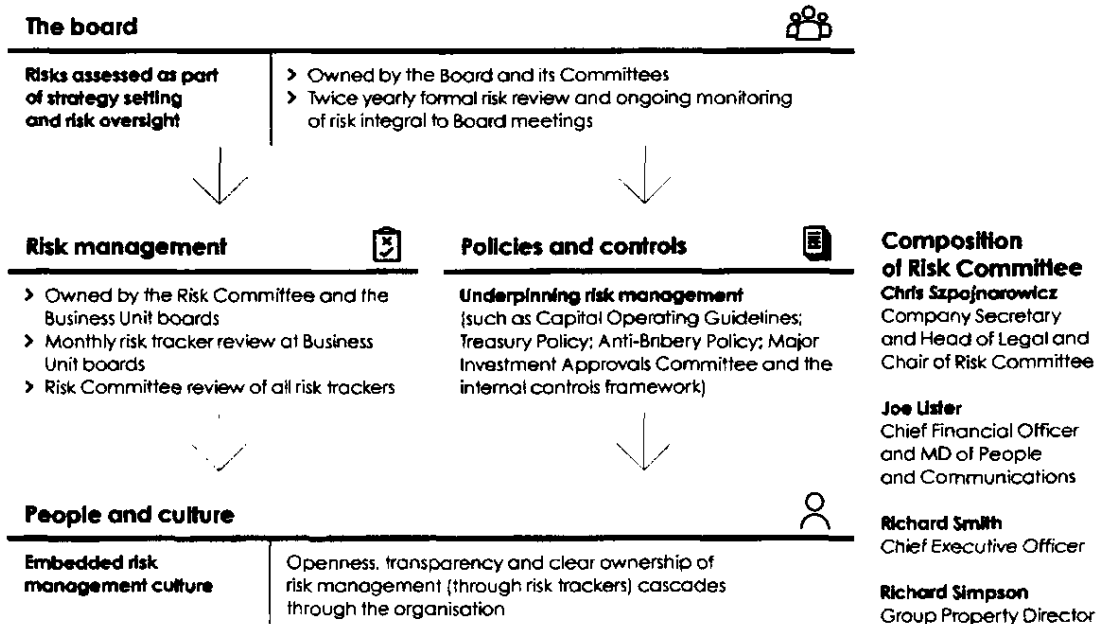 The board
Risks assessed as part
of strategy setting
and risk oversight
> Owned by the Board and its Committees
> Twice yearly formal risk review and ongoing monitoring
of risk integral to Board meetings
Risk management
> Owned by the Risk Committee and the
Business Unit boards
> Monthly risk tracker review at Business
Unit boards
> Risk Committee review of all risk trackers
Policies and controls
Underpinning risk management
(such as Capital Operating Guidelines;
Treasury Policy; Anti-Bribery Policy; Major
Investment Approvals Committee and the
internal controls framework)
People and culture
Embedded risk
management culture
Openness, transparency and clear ownership of
risk management (through risk trackers) cascades
through the organisation
Composition
of Risk Committee
Chris Szpojnarowicz
Company Secretary
and Head of Legal and
Chair of Risk Committee
Joe Lister
Chief Financial Officer
and MD of People
and Communications
Richard Smith
Chief Executive Officer
Richard Simpson
Group Property Director